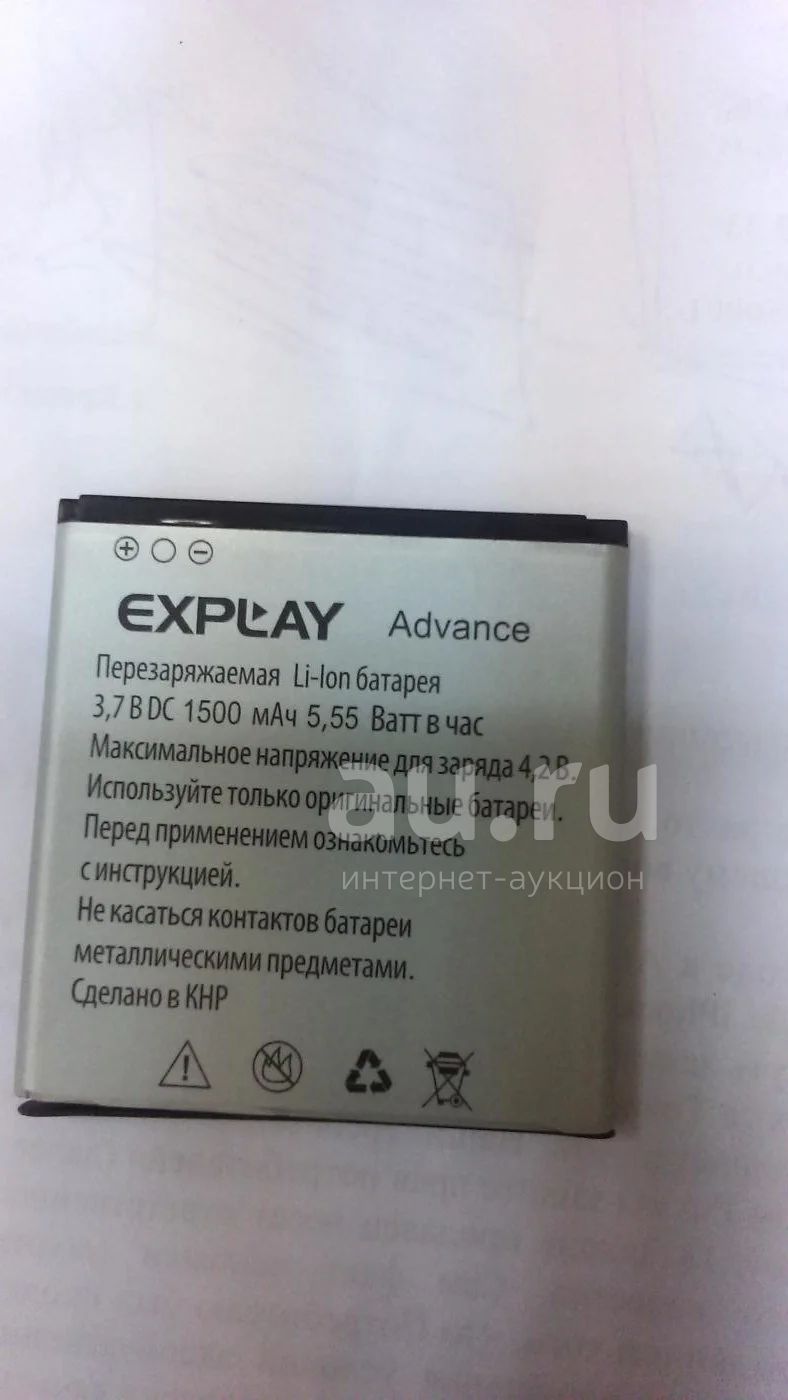 EXPLAY Advance
Перезаряжаемая Li-Ion батарея
3,7 В DC 1500 мАч 5,55 Ватт в час
Максимальное напряжение для заряда 4,2 В.
Используйте только оригинальные батареи.
Перед применением ознакомьтесь
с инструкцией.
Не касаться контактов батареи
металлическими предметами.
Сделано в КНР
au.ru
интернет-аукцион